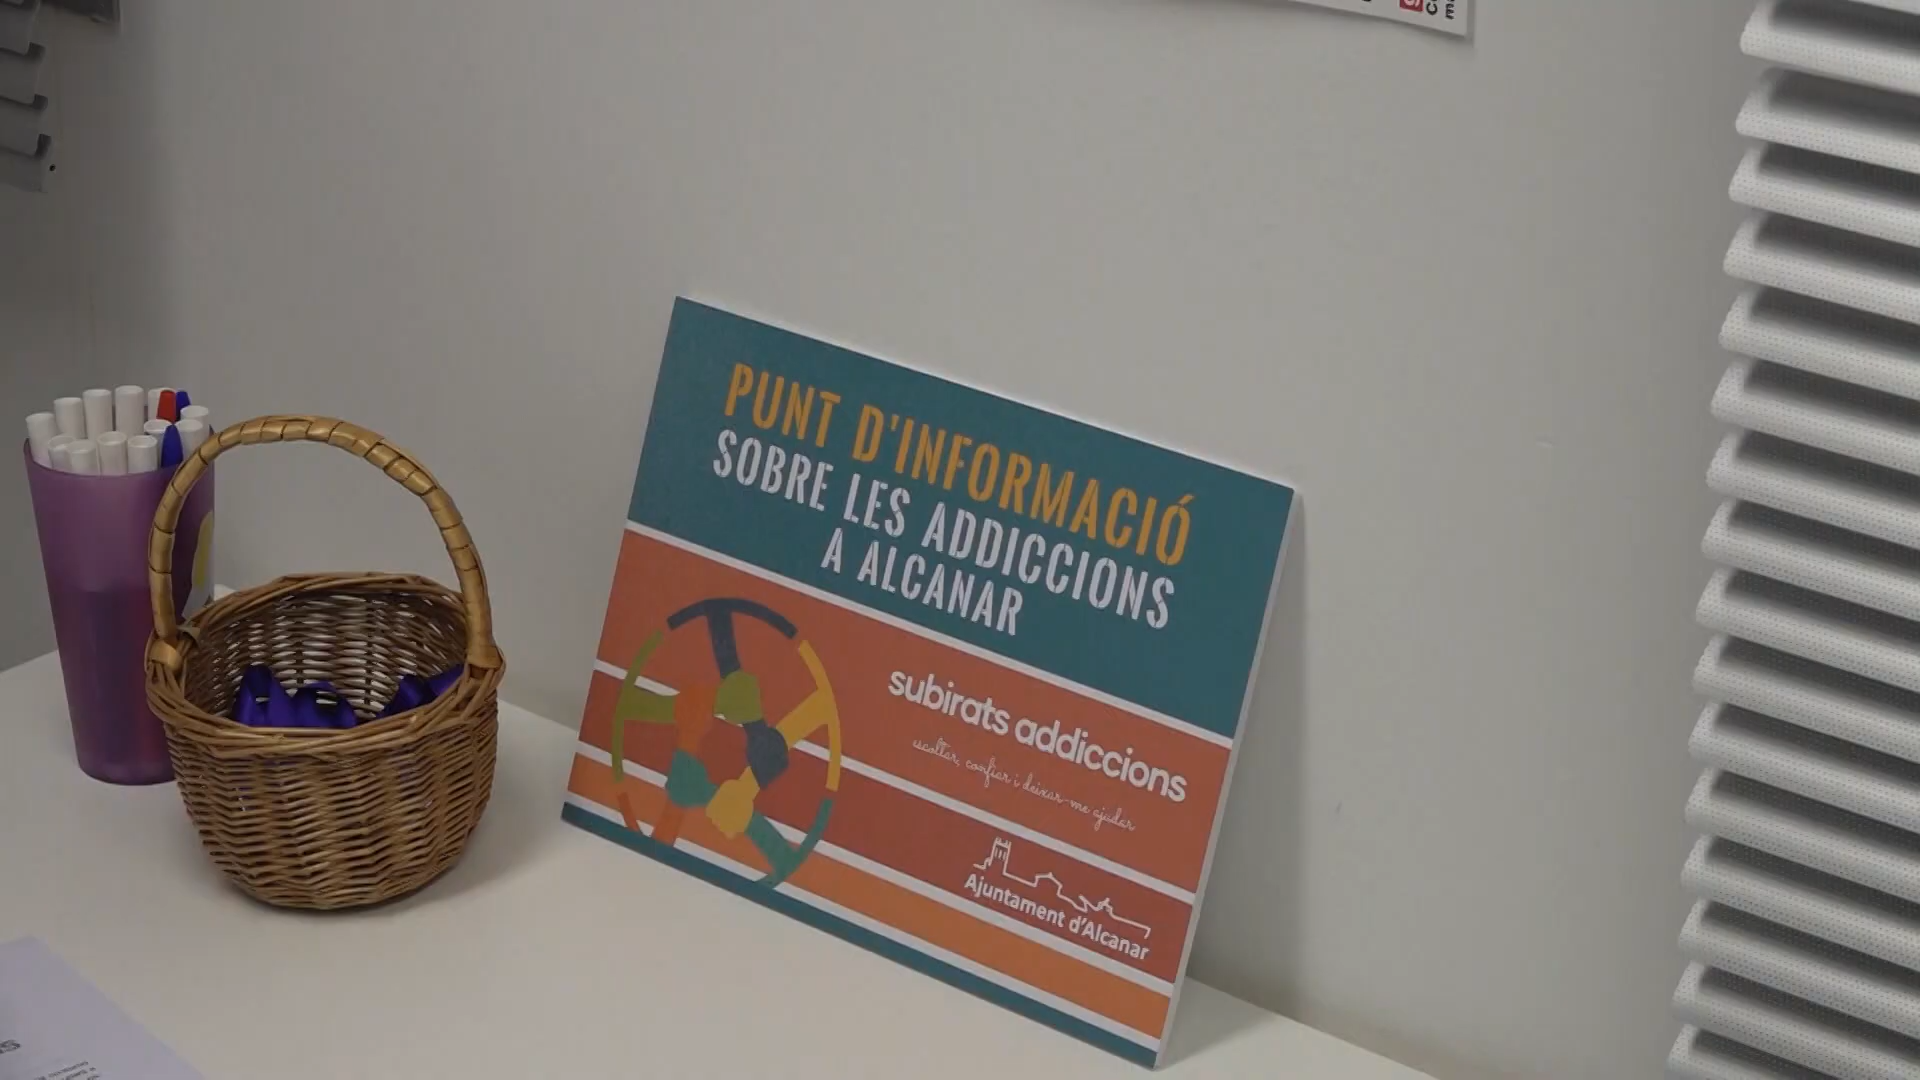 PUNT D'INFORMACIÓ
SOBRE LES ADDICCIONS
A ALCANAR
subirats addiccions
escoltar, confiar i deixar-me ajudar
Ajuntament d'Alcanar